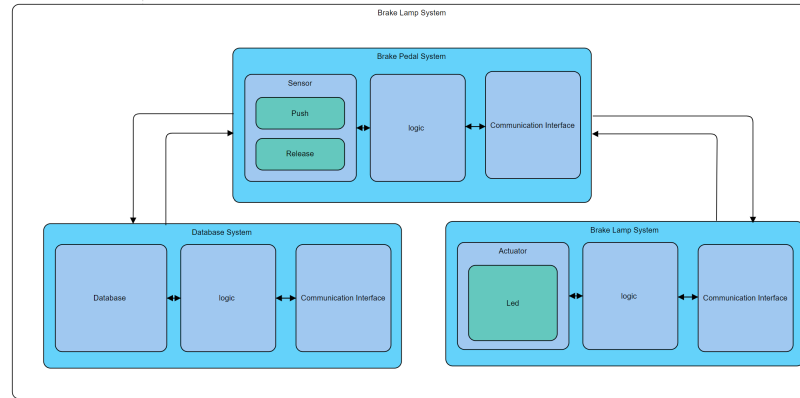 Brake Lamp System
Brake Pedal System
Sensor
Push
Release
logic
Communication Interface
Database System
Database
logic
Communication Interface
Brake Lamp System
Actuator
Led
logic
Communication Interface